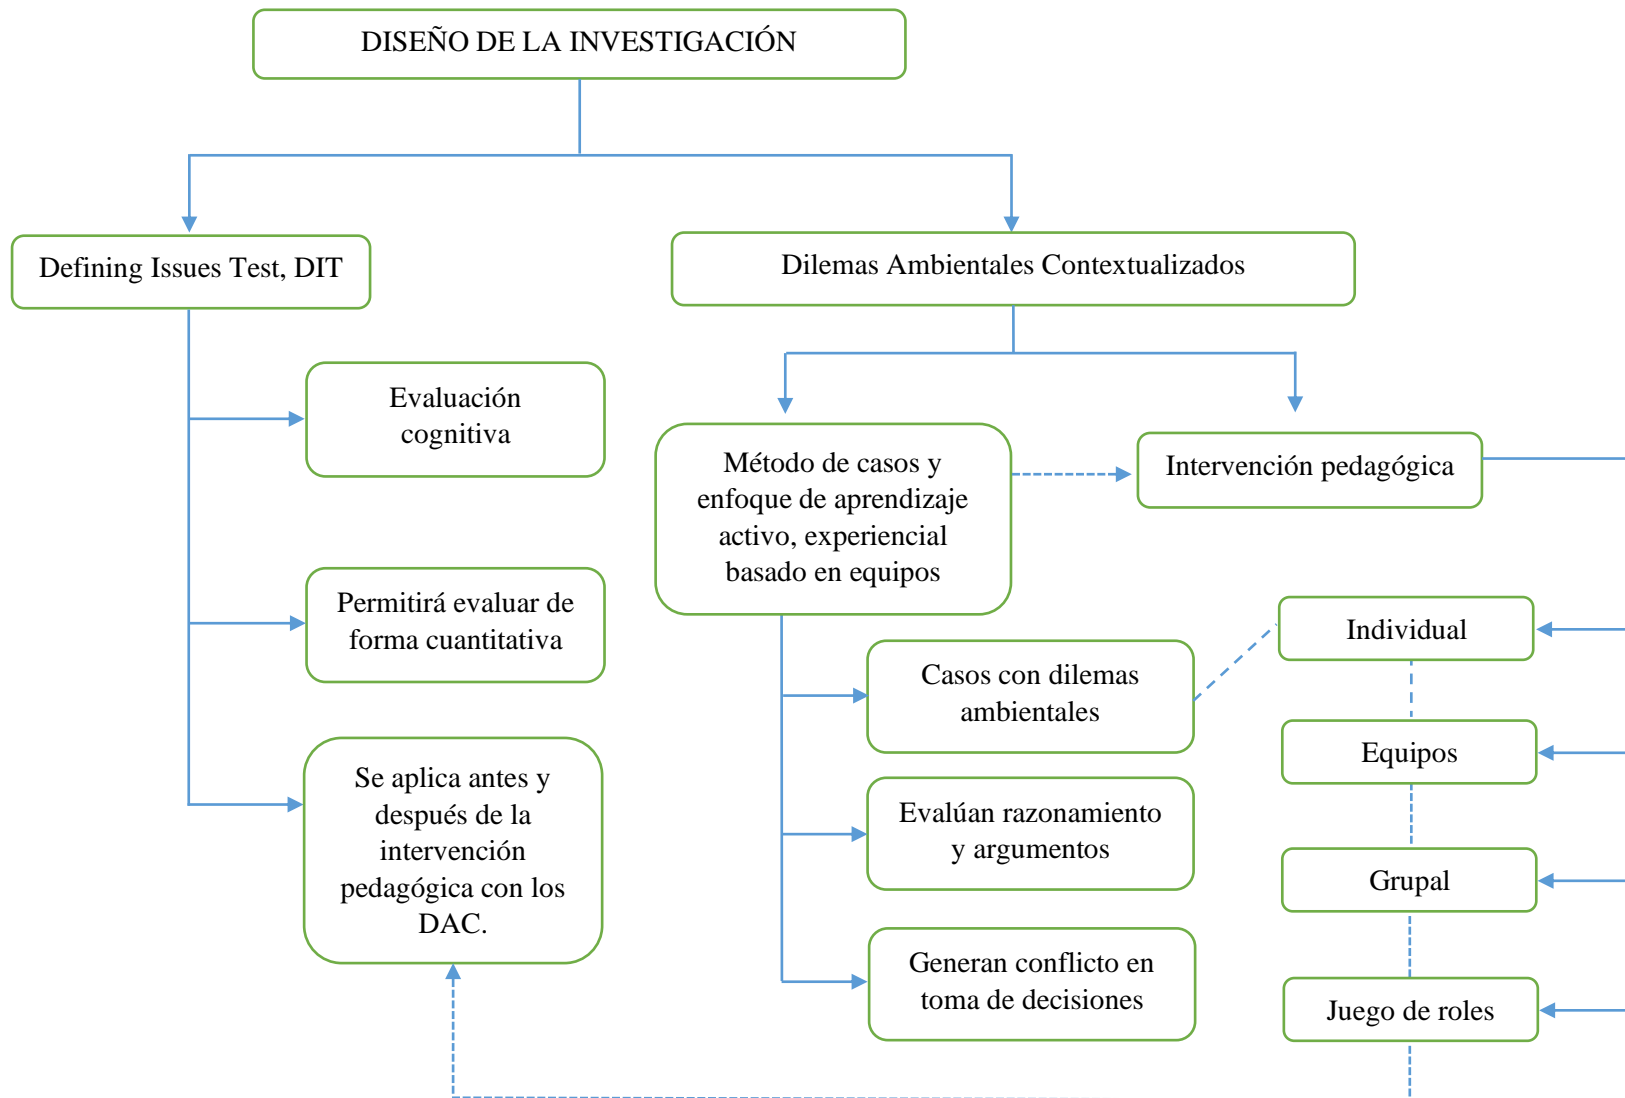 DISEÑO DE LA INVESTIGACIÓN
Defining Issues Test, DIT
Dilemas Ambientales Contextualizados
Evaluación
cognitiva
Permitirá evaluar de
forma cuantitativa
Se aplica antes y
después de la
intervención
pedagógica con los
DAC.
Método de casos y
enfoque de aprendizaje
activo, experiencial
basado en equipos
Intervención pedagógica
Casos con dilemas
ambientales
Evalúan razonamiento
y argumentos
Generan conflicto en
toma de decisiones
Individual
Equipos
Grupal
Juego de roles